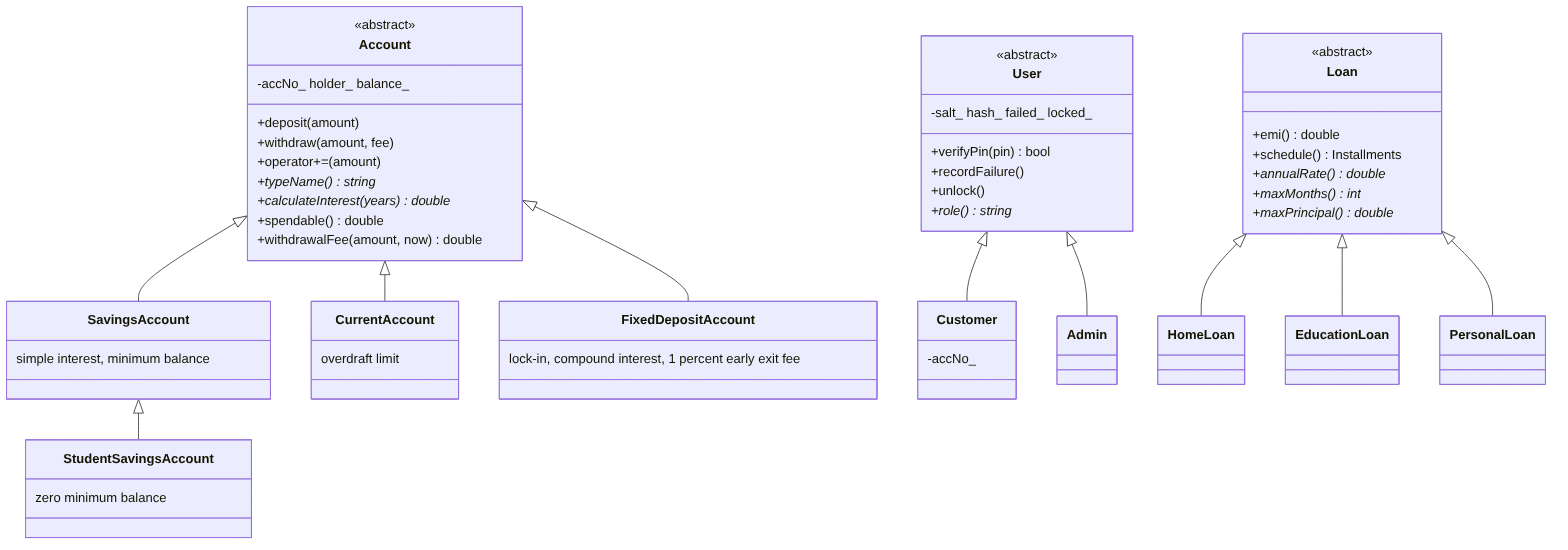 «abstract»
Account
-accNo_ holder_ balance_
+deposit(amount)
+withdraw(amount, fee)
+operator+=(amount)
+typeName() : string
+calculateInterest(years) : double
+spendable() : double
+withdrawalFee(amount, now) : double
«abstract»
User
-salt_ hash_ failed_ locked_
+verifyPin(pin) : bool
+recordFailure()
+unlock()
+role() : string
«abstract»
Loan
+emi() : double
+schedule() : Installments
+annualRate() : double
+maxMonths() : int
+maxPrincipal() : double
SavingsAccount
simple interest, minimum balance
CurrentAccount
overdraft limit
FixedDepositAccount
lock-in, compound interest, 1 percent early exit fee
Customer
-accNo_
Admin
HomeLoan
EducationLoan
PersonalLoan
StudentSavingsAccount
zero minimum balance